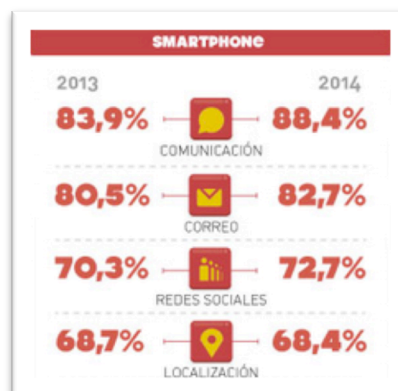 SMARTPHONE
2013 2014
83,9% 88,4%
COMUNICACIÓN
80,5% 82,7%
CORREO
70,3% 72,7%
REDES SOCIALES
68,7% 68,4%
LOCALIZACIÓN